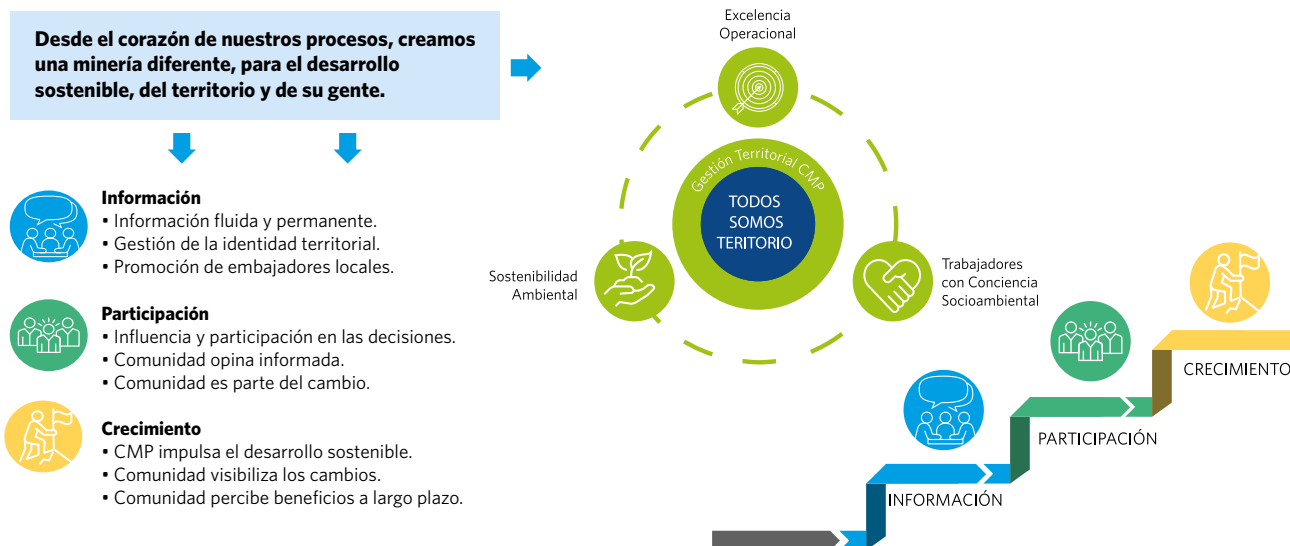 Desde el corazón de nuestros procesos, creamos
una minería diferente, para el desarrollo
sostenible, del territorio y de su gente.
Información
• Información fluida y permanente.
• Gestión de la identidad territorial.
• Promoción de embajadores locales.
Participación
• Influencia y participación en las decisiones.
• Comunidad opina informada.
• Comunidad es parte del cambio.
Crecimiento
• CMP impulsa el desarrollo sostenible.
• Comunidad visibiliza los cambios.
• Comunidad percibe beneficios a largo plazo.
Excelencia
Operacional
Gestión Territorial CMP
TODOS
SOMOS
TERITORIO
Sostenibilidad
Ambiental
Trabajadores
con Conciencia
Socioambiental
INFORMACIÓN
PARTICIPACIÓN
CRECIMIENTO